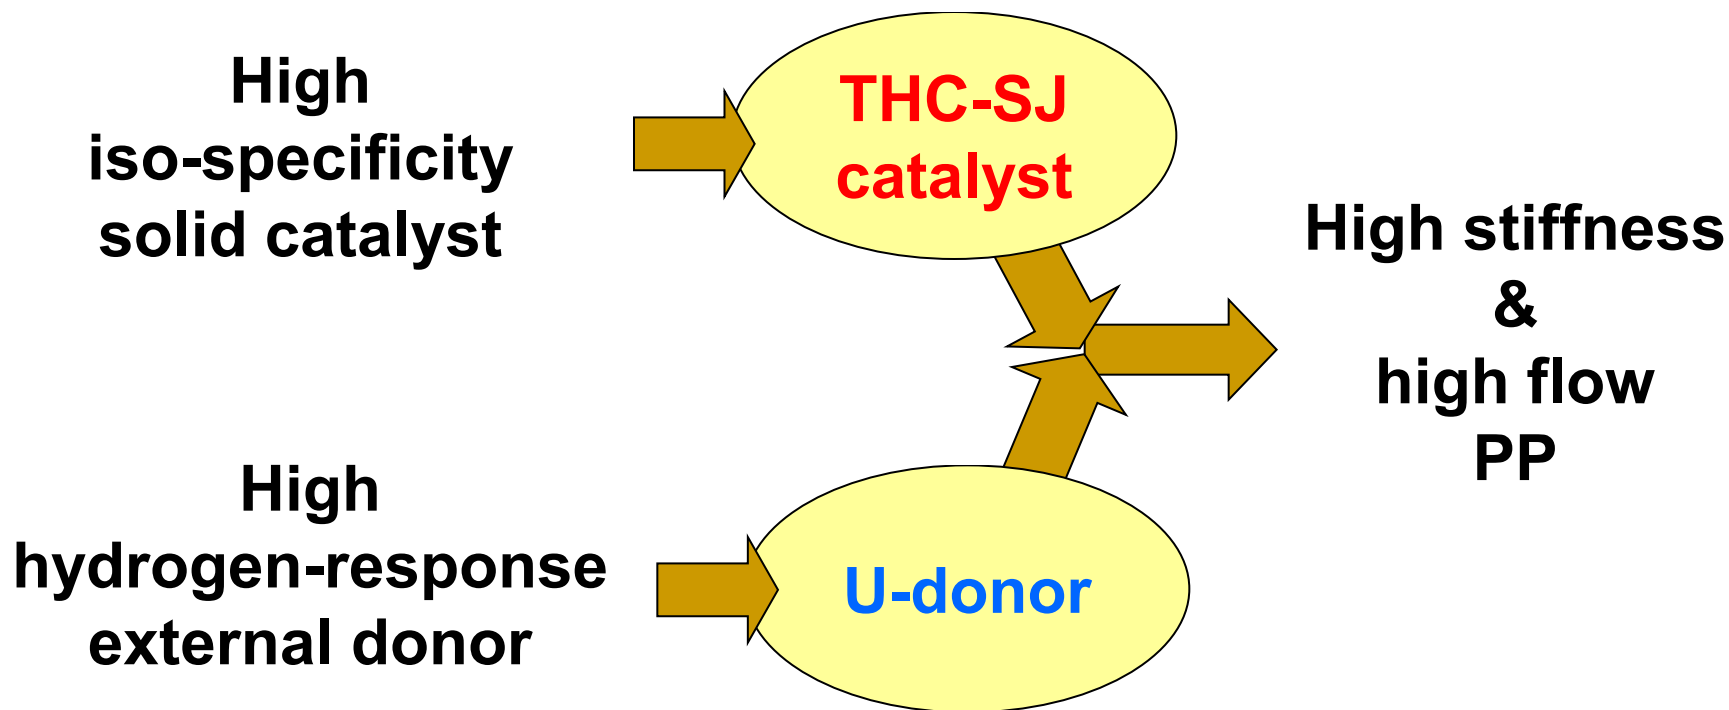 High
iso-specificity
solid catalyst
THC-SJ
catalyst
High
hydrogen-response
external donor
U-donor
High stiffness
&
high flow
PP